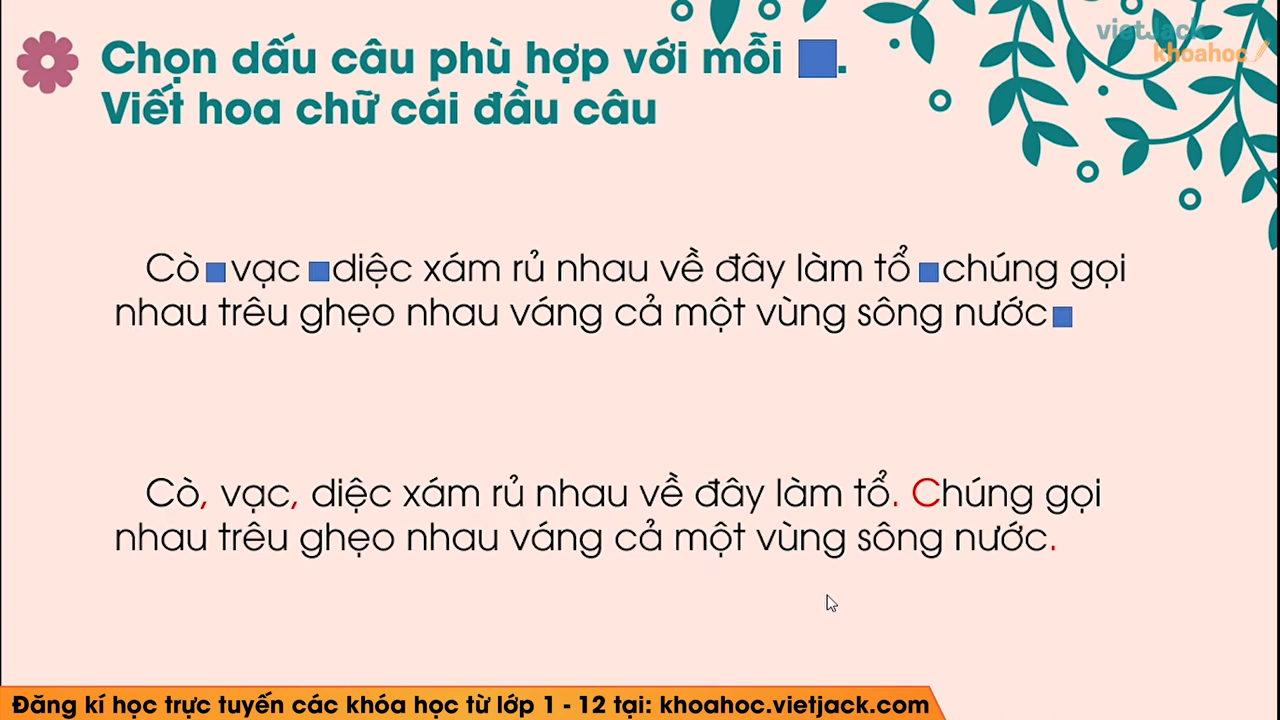 vietJack
khoahoc
Chọn dấu câu phù hợp với mỗi .
Viết hoa chữ cái đầu câu
Cò vạc diệc xám rủ nhau về đây làm tổ chúng gọi
nhau trêu ghẹo nhau váng cả một vùng sông nước
Cò, vạc, diệc xám rủ nhau về đây làm tổ. Chúng gọi
nhau trêu ghẹo nhau váng cả một vùng sông nước.
Đăng kí học trực tuyến các khóa học từ lớp 1 - 12 tại: khoahoc.vietjack.com